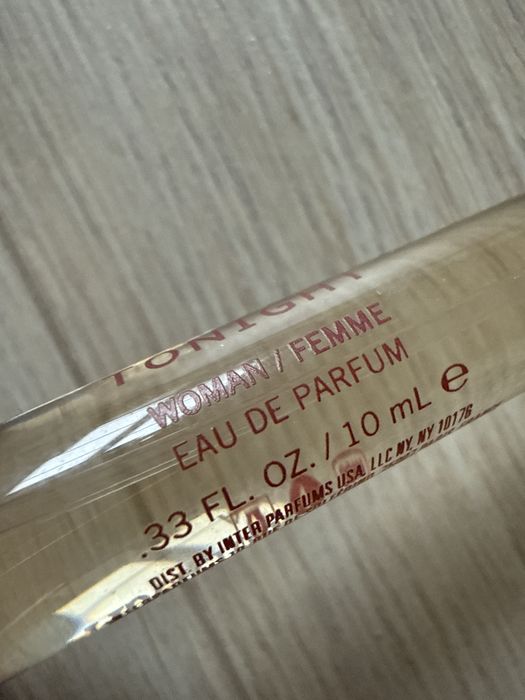 TONIGHT
WOMAN / FEMME
EAU DE PARFUM
.33 FL. OZ. / 10 mL e
DIST. BY INTER PARFUMS USA, LLC NY, NY 10176